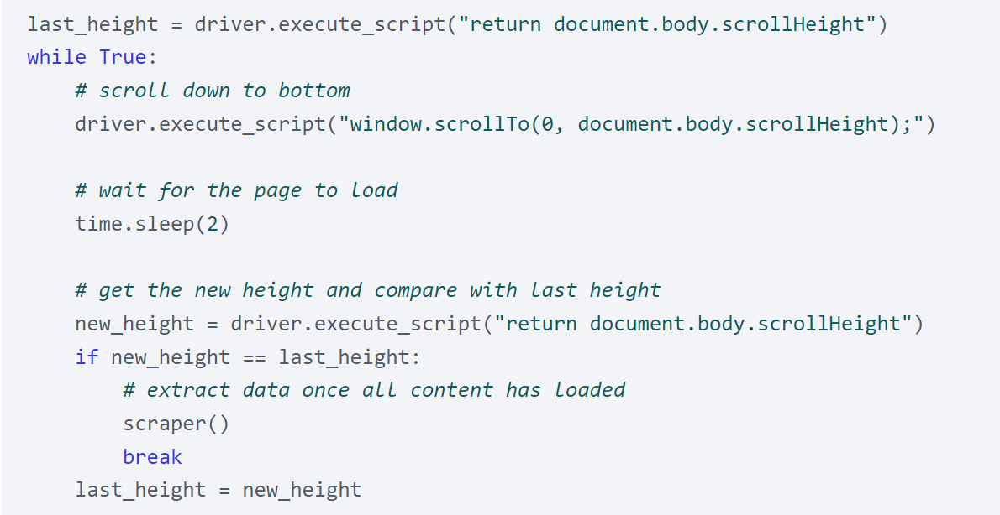 last_height = driver.execute_script("return document.body.scrollHeight")
while True:
    # scroll down to bottom
    driver.execute_script("window.scrollTo(0, document.body.scrollHeight);")

    # wait for the page to load
    time.sleep(2)

    # get the new height and compare with last height
    new_height = driver.execute_script("return document.body.scrollHeight")
    if new_height == last_height:
        # extract data once all content has loaded
        scraper()
        break
    last_height = new_height